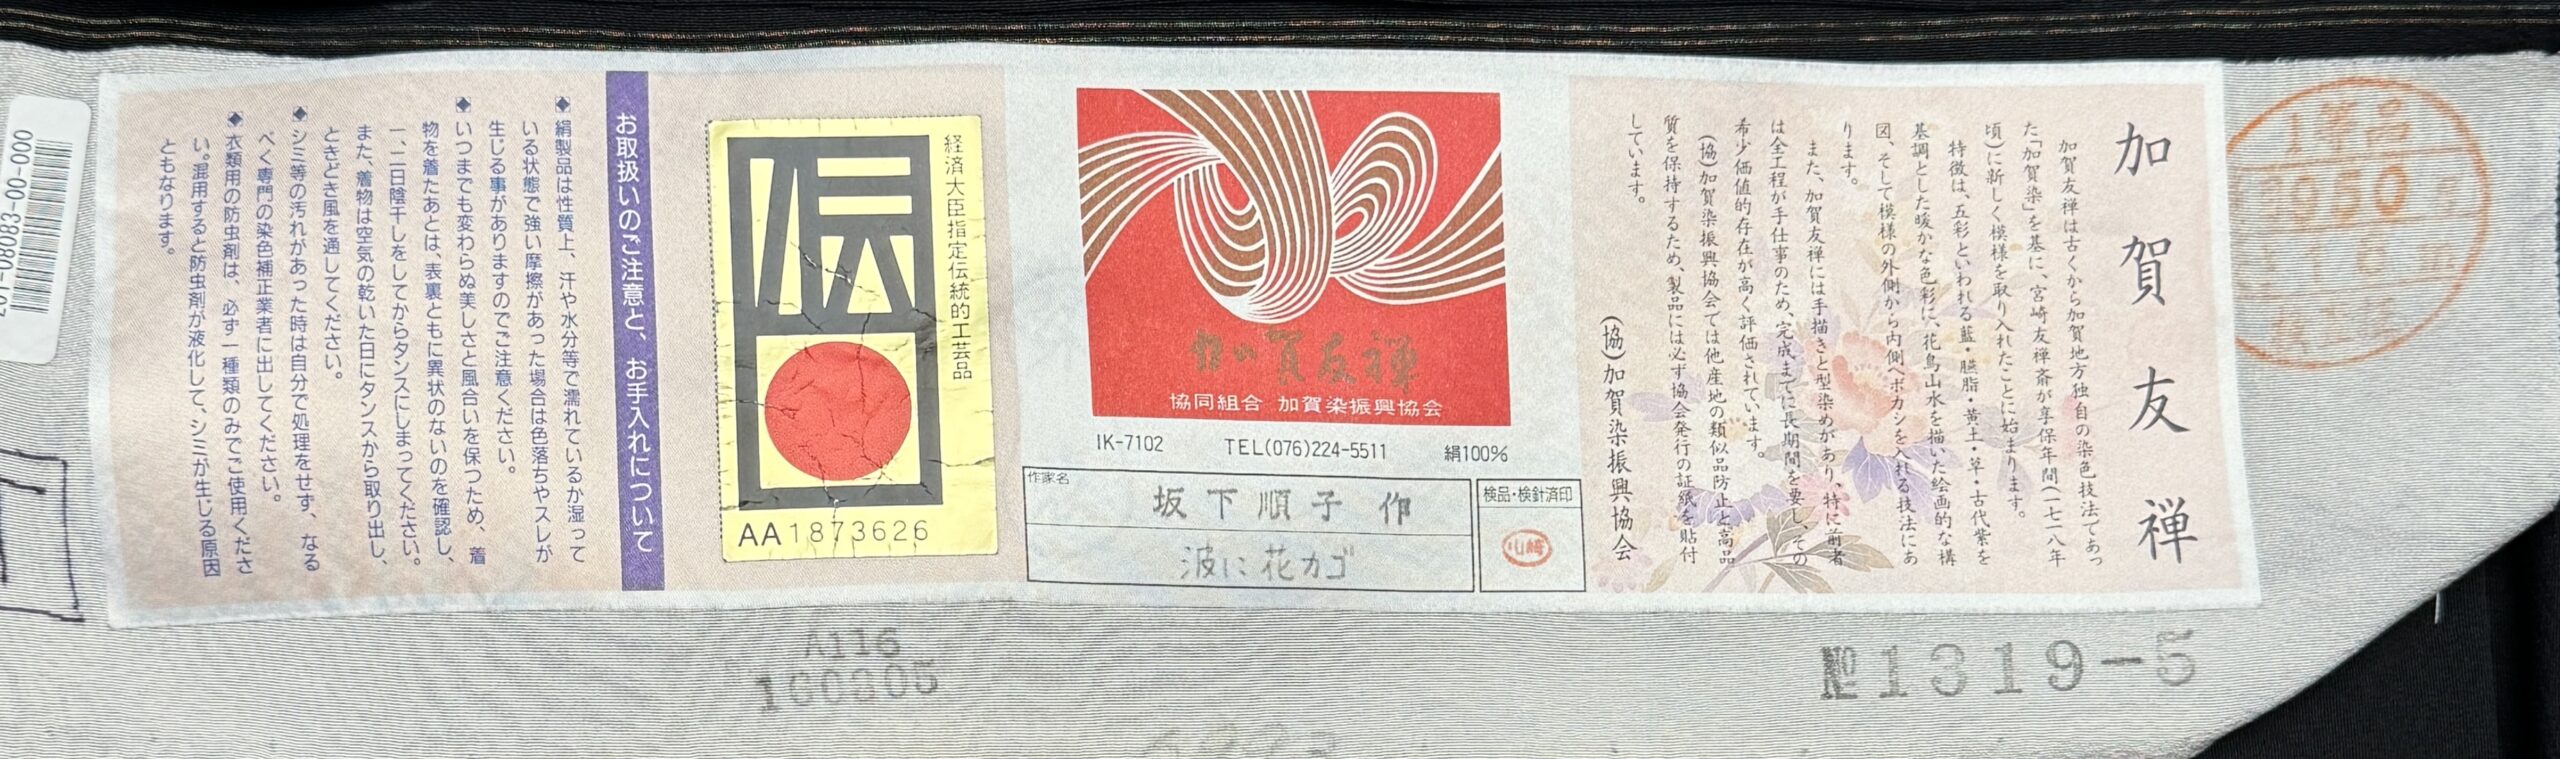 加賀友禅
加賀友禅は古くから加賀地方独自の染色技法であっ
た「加賀染」を基に、宮崎友禅斎が享保年間(一七一八年
頃)に新しく模様を取り入れたことに始まります。
特徴は、五彩といわれる藍・臙脂・黄土・草・古代紫を
基調とした暖かな色彩に、花鳥山水を描いた絵画的な構
図、そして模様の外側から内側へボカシを入れる技法にあ
ります。
また、加賀友禅には手描きと型染めがあり、特に前者
は全工程が手仕事のため、完成までに長期間を要し、その
希少価値的存在が高く評価されています。
(協)加賀染振興協会では他産地の類似品防止と高品
質を保持するため、製品には必ず協会発行の証紙を貼付
しています。
(協)加賀染振興協会
加賀友禅
協同組合 加賀染振興協会
IK-7102 TEL(076)224-5511 絹100%
作家名
坂下順子 作
波に花カゴ
検品・検針済印
山崎
経済大臣指定伝統的工芸品
伝
AA1873626
お取扱いのご注意と、お手入れについて
◆絹製品は性質上、汗や水分等で濡れているか湿って
いる状態で強い摩擦があった場合は色落ちやスレが
生じる事がありますのでご注意ください。
◆いつまでも変わらぬ美しさと風合いを保つため、着
物を着たあとは、表裏ともに異状のないのを確認し、
一、二日陰干しをしてからタンスにしまってください。
また、着物は空気の乾いた日にタンスから取り出し、
ときどき風を通してください。
◆シミ等の汚れがあった時は自分で処理をせず、なる
べく専門の染色補正業者に出してください。
◆衣類用の防虫剤は、必ず一種類のみでご使用くださ
い。混用すると防虫剤が液化して、シミが生じる原因
ともなります。
A116
№1319-5